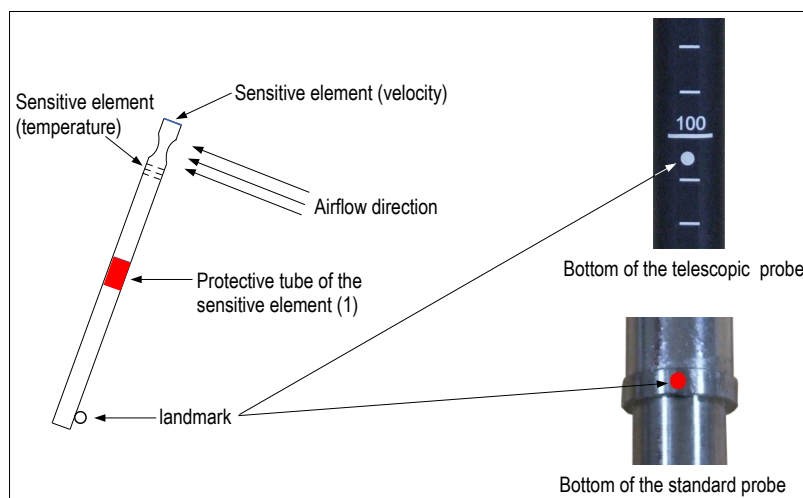 Sensitive element (velocity)
Sensitive element
(temperature)
Airflow direction
Protective tube of the
sensitive element (1)
landmark
100
Bottom of the telescopic probe
Bottom of the standard probe